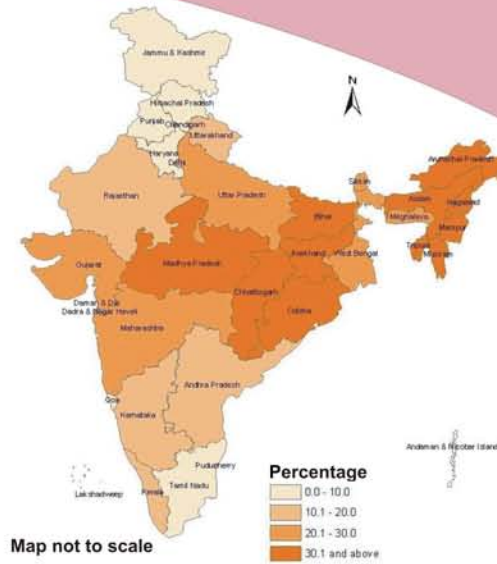 Jammu & Kashmir
N
Himachal Pradesh
Punjab
Chandigarh
Uttarakhand
Haryana
Delhi
Arunachal Pradesh
Rajasthan
Uttar Pradesh
Sikkim
Assam
Nagaland
Bihar
Meghalaya
Manipur
Tripura
Mizoram
Jharkhand
West Bengal
Gujarat
Madhya Pradesh
Chhattisgarh
Odisha
Daman & Diu
Dadra & Nagar Haveli
Maharashtra
Andhra Pradesh
Goa
Karnataka
Andaman & Nicober Island
Puducherry
Lakshadweep
Kerala
Tamil Nadu
Percentage
0.0 - 10.0
10.1 - 20.0
20.1 - 30.0
30.1 and above
Map not to scale